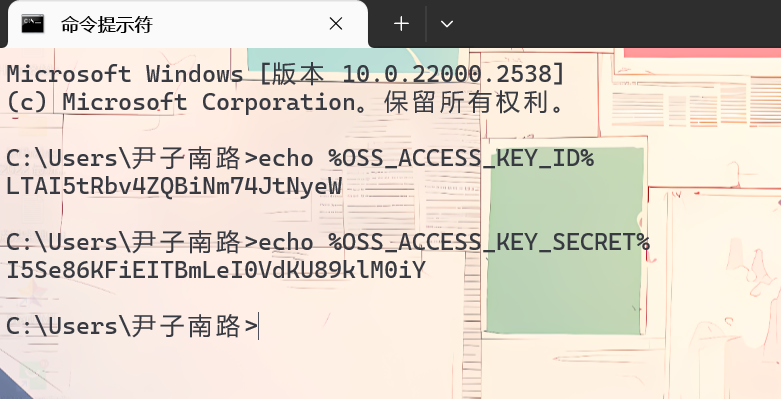 命令提示符
Microsoft Windows [版本 10.0.22000.2538]
(c) Microsoft Corporation。保留所有权利。
C:\Users\尹子南路>echo %OSS_ACCESS_KEY_ID%
LTAI5tRbv4ZQBiNm74JtNyeW
C:\Users\尹子南路>echo %OSS_ACCESS_KEY_SECRET%
I5Se86KFiEITBmLeI0VdKU89klM0iY
C:\Users\尹子南路>